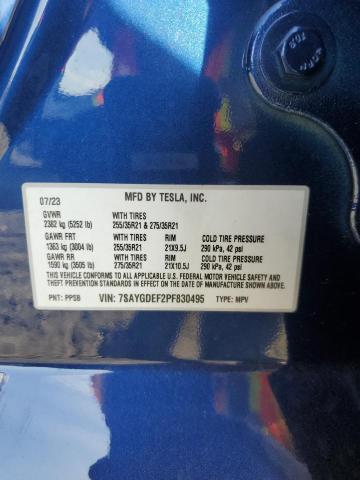 07/23 MFD BY TESLA, INC.
GVWR WITH TIRES
2382 kg (5252 lb) 255/35R21 & 275/35R21
GAWR FRT WITH TIRES RIM COLD TIRE PRESSURE
1363 kg (3004 lb) 255/35R21 21X9.5J 290 kPa, 42 psi
GAWR RR WITH TIRES RIM COLD TIRE PRESSURE
1590 kg (3505 lb) 275/35R21 21X10.5J 290 kPa, 42 psi
THIS VEHICLE CONFORMS TO ALL APPLICABLE FEDERAL MOTOR VEHICLE
SAFETY AND THEFT PREVENTION STANDARDS IN EFFECT ON THE DATE OF
MANUFACTURE SHOWN ABOVE.
PNT: PPSB VIN: 7SAYGDEF2PF830495 TYPE: MPV